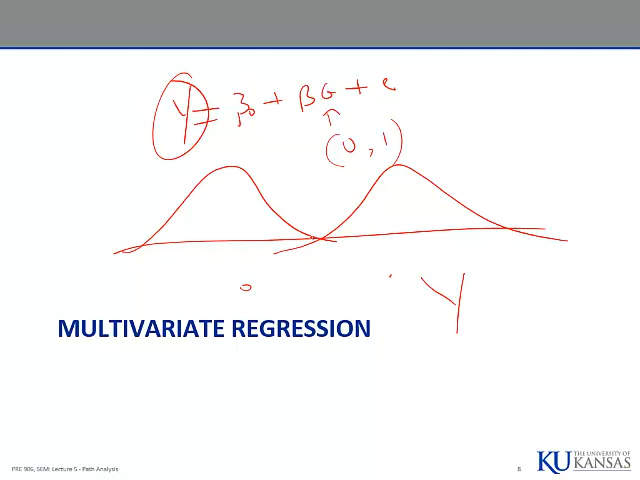 Y = β₀ + βG + e
↑
(0, 1)
0
Y
MULTIVARIATE REGRESSION
PRE 906, SEM: Lecture 5 - Path Analysis
8
KU THE UNIVERSITY OF KANSAS